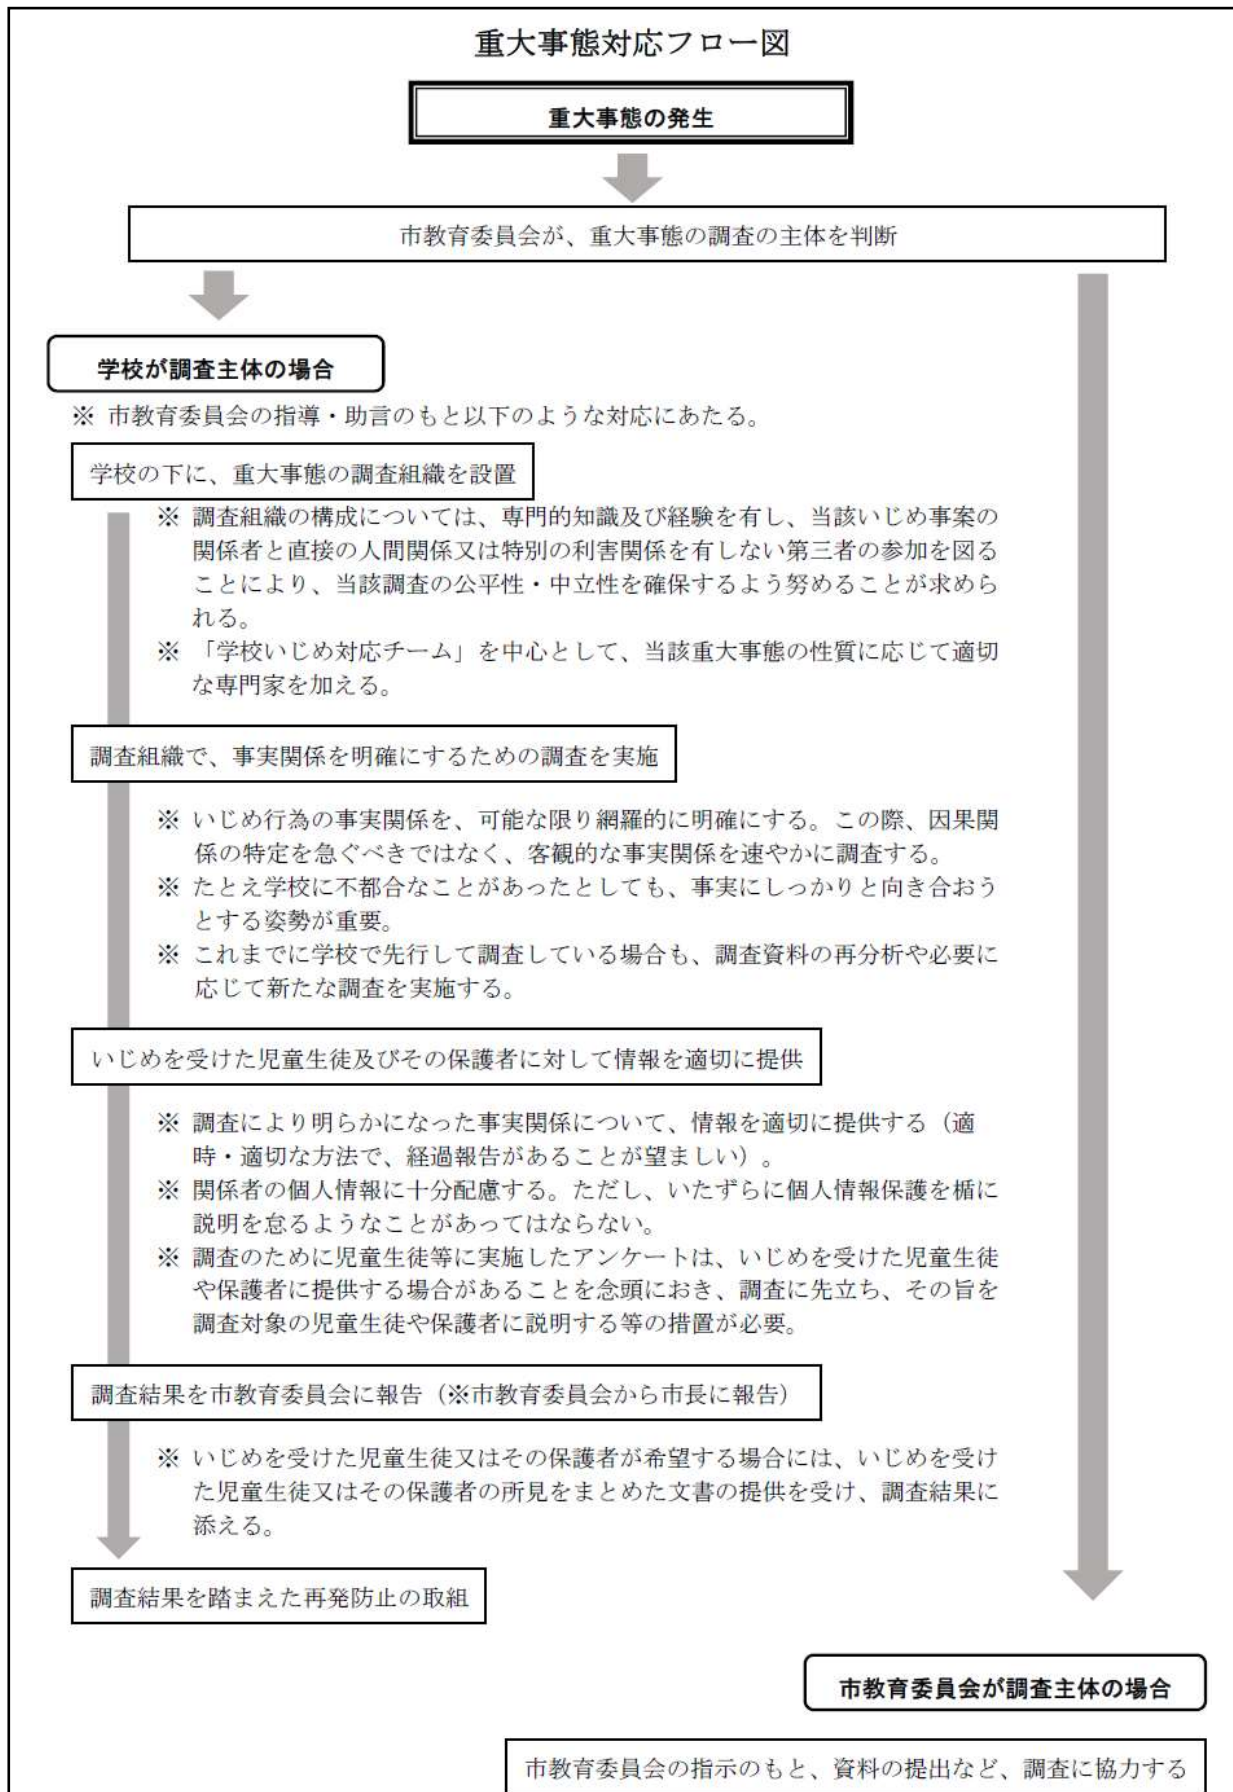 重大事態対応フロー図
重大事態の発生
市教育委員会が、重大事態の調査の主体を判断
学校が調査主体の場合
※ 市教育委員会の指導・助言のもと以下のような対応にあたる。
学校の下に、重大事態の調査組織を設置
※ 調査組織の構成については、専門的知識及び経験を有し、当該いじめ事案の
関係者と直接の人間関係又は特別の利害関係を有しない第三者の参加を図る
ことにより、当該調査の公平性・中立性を確保するよう努めることが求めら
れる。
※ 「学校いじめ対応チーム」を中心として、当該重大事態の性質に応じて適切
な専門家を加える。
調査組織で、事実関係を明確にするための調査を実施
※ いじめ行為の事実関係を、可能な限り網羅的に明確にする。この際、因果関
係の特定を急ぐべきではなく、客観的な事実関係を速やかに調査する。
※ たとえ学校に不都合なことがあったとしても、事実にしっかりと向き合おう
とする姿勢が重要。
※ これまでに学校で先行して調査している場合も、調査資料の再分析や必要に
応じて新たな調査を実施する。
いじめを受けた児童生徒及びその保護者に対して情報を適切に提供
※ 調査により明らかになった事実関係について、情報を適切に提供する（適
時・適切な方法で、経過報告があることが望ましい）。
※ 関係者の個人情報に十分配慮する。ただし、いたずらに個人情報保護を楯に
説明を怠るようなことがあってはならない。
※ 調査のために児童生徒等に実施したアンケートは、いじめを受けた児童生徒
や保護者に提供する場合があることを念頭におき、調査に先立ち、その旨を
調査対象の児童生徒や保護者に説明する等の措置が必要。
調査結果を市教育委員会に報告（※市教育委員会から市長に報告）
※ いじめを受けた児童生徒又はその保護者が希望する場合には、いじめを受け
た児童生徒又はその保護者の所見をまとめた文書の提供を受け、調査結果に
添える。
調査結果を踏まえた再発防止の取組
市教育委員会が調査主体の場合
市教育委員会の指示のもと、資料の提出など、調査に協力する